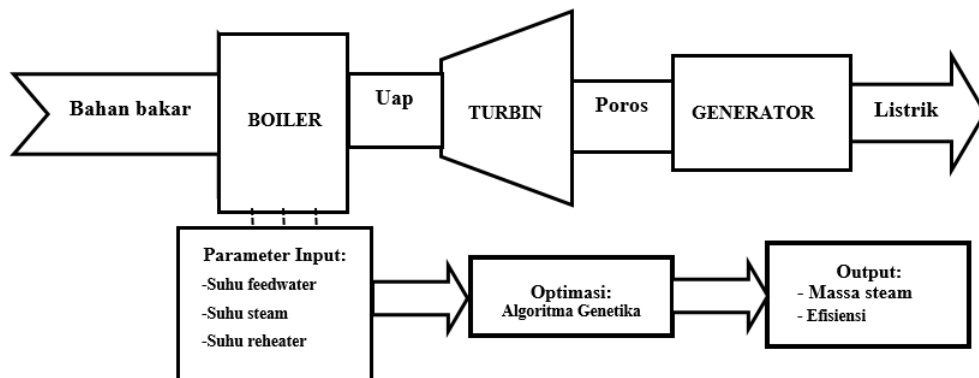 Bahan bakar
BOILER
Uap
TURBIN
Poros
GENERATOR
Listrik
Parameter Input:
-Suhu feedwater
-Suhu steam
-Suhu reheater
Optimasi:
Algoritma Genetika
Output:
- Massa steam
- Efisiensi